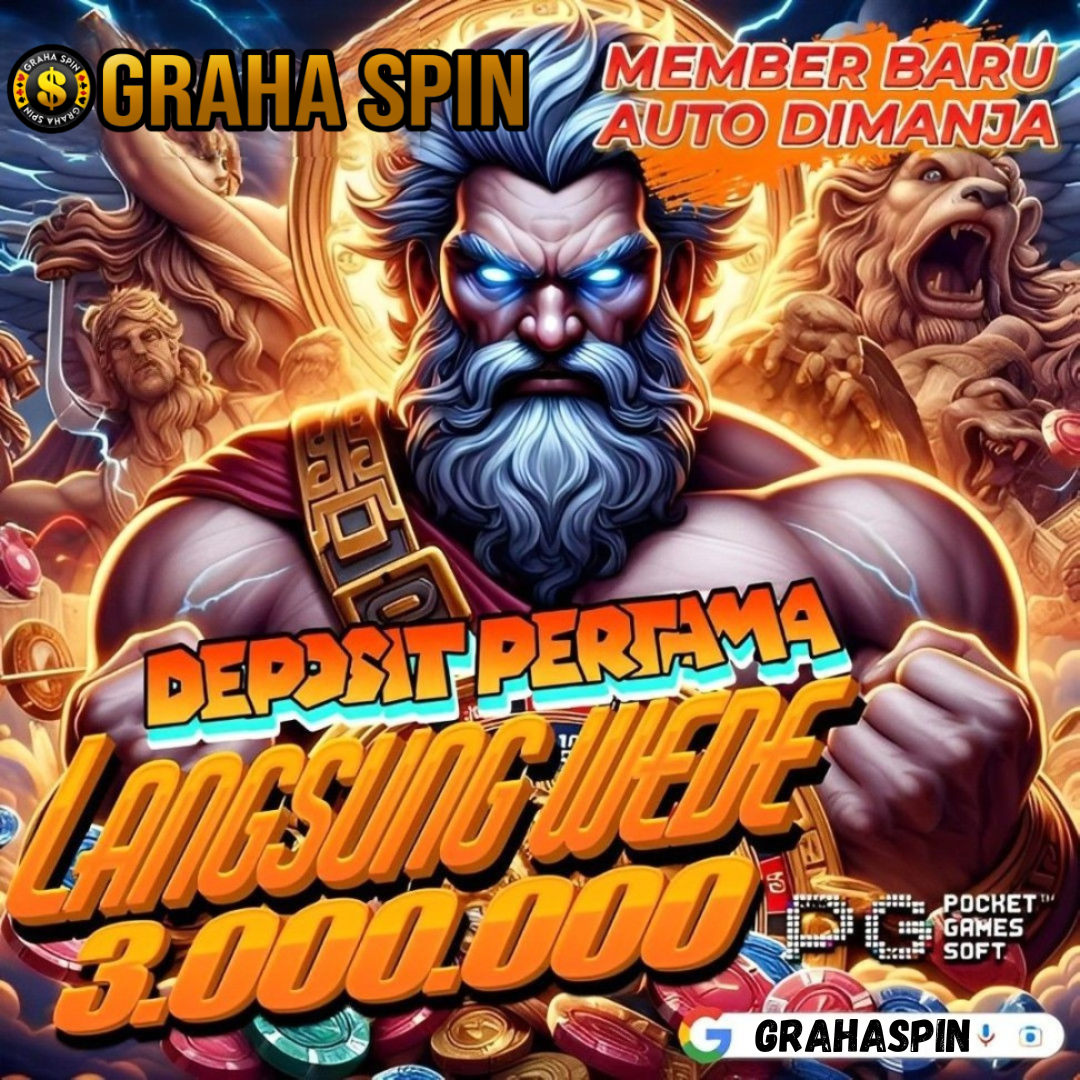 GRAHA SPIN
GRAHA SPIN
GRAHA SPIN
MEMBER BARU
AUTO DIMANJA
DEPOSIT PERTAMA
LANGSUNG WEDE
3.000.000
PG
POCKET™
GAMES
SOFT
G GRAHASPIN